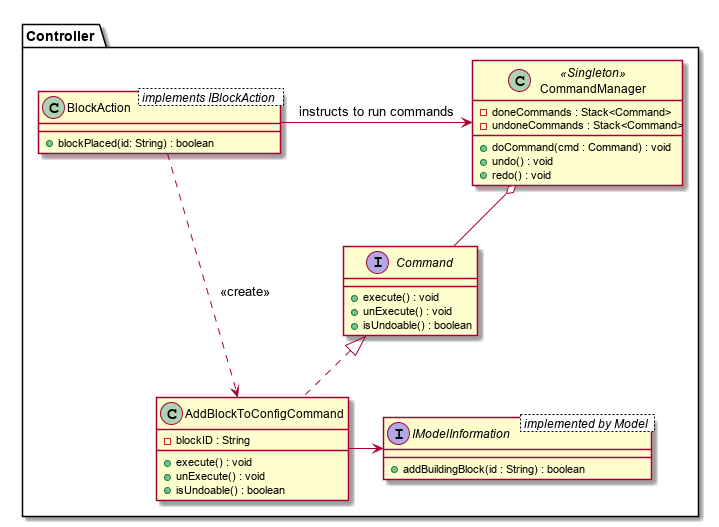 Controller
C BlockAction
implements IBlockAction
blockPlaced(id: String) : boolean
instructs to run commands
«Singleton»
C CommandManager
doneCommands : Stack<Command>
undoneCommands : Stack<Command>
doCommand(cmd : Command) : void
undo() : void
redo() : void
I Command
execute() : void
unExecute() : void
isUndoable() : boolean
«create»
C AddBlockToConfigCommand
blockID : String
execute() : void
unExecute() : void
isUndoable() : boolean
I IModelInformation
implemented by Model
addBuildingBlock(id : String) : boolean